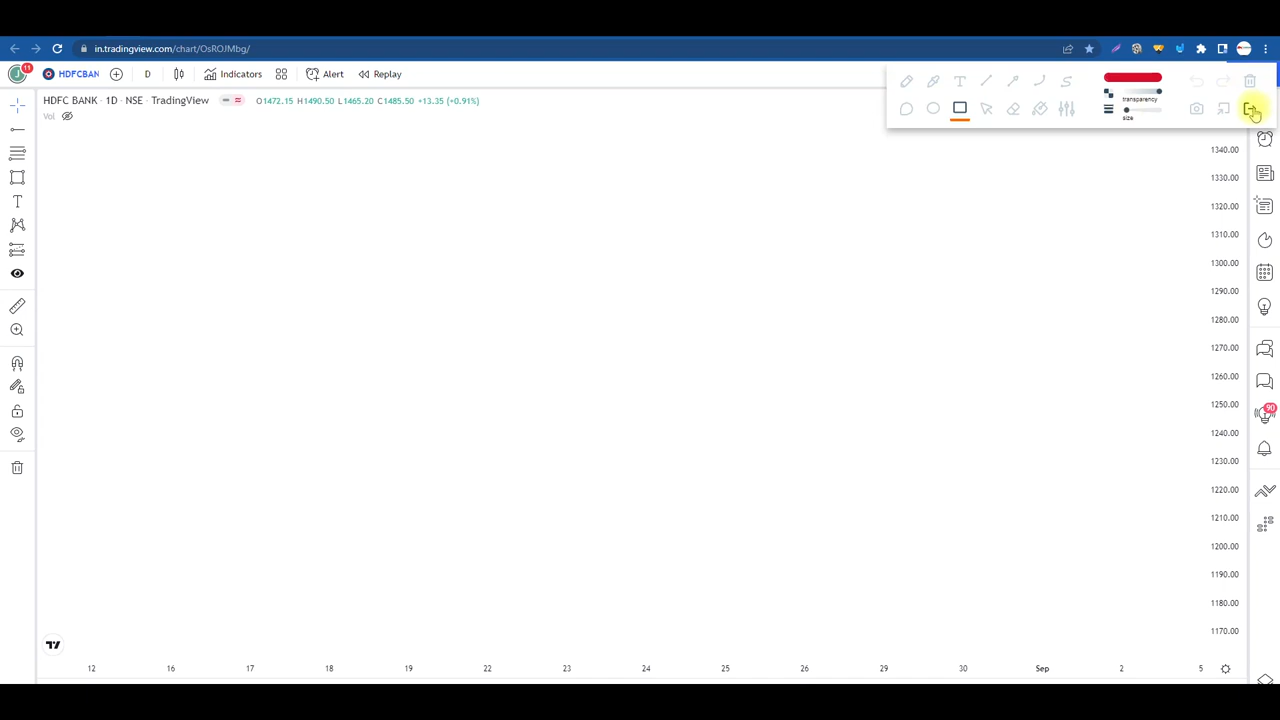 in.tradingview.com/chart/OsROJMbg/
J 11 HDFCBAN D Indicators Alert Replay
HDFC BANK · 1D · NSE · TradingView O1472.15 H1490.50 L1465.20 C1485.50 +13.35 (+0.91%)
Vol
T
transparency
size
T
1340.00
1330.00
1320.00
1310.00
1300.00
1290.00
1280.00
1270.00
1260.00
1250.00
1240.00
1230.00
1220.00
1210.00
1200.00
1190.00
1180.00
1170.00
90
12 16 17 18 19 22 23 24 25 26 29 30 Sep 2 5